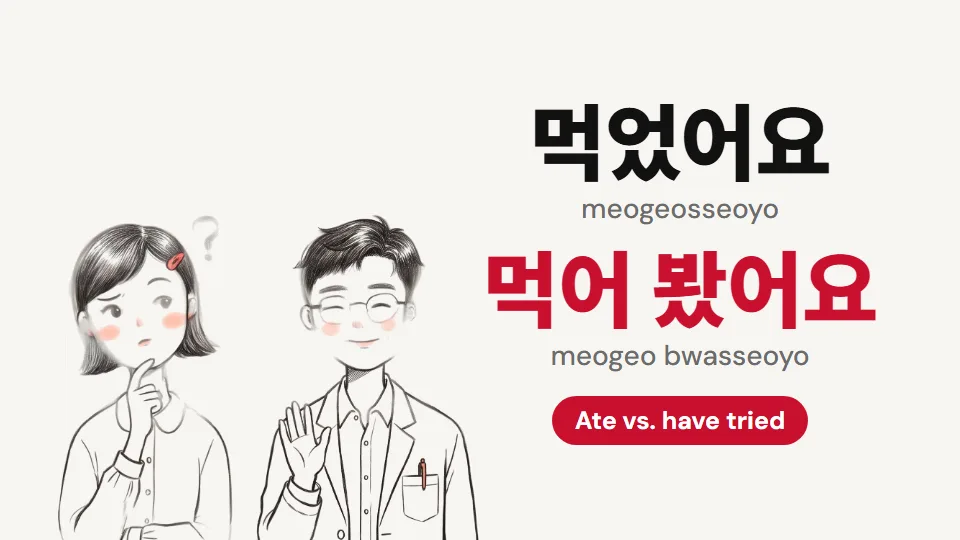 먹었어요
meogeosseoyo
먹어 봤어요
meogeo bwasseoyo
Ate vs. have tried
?